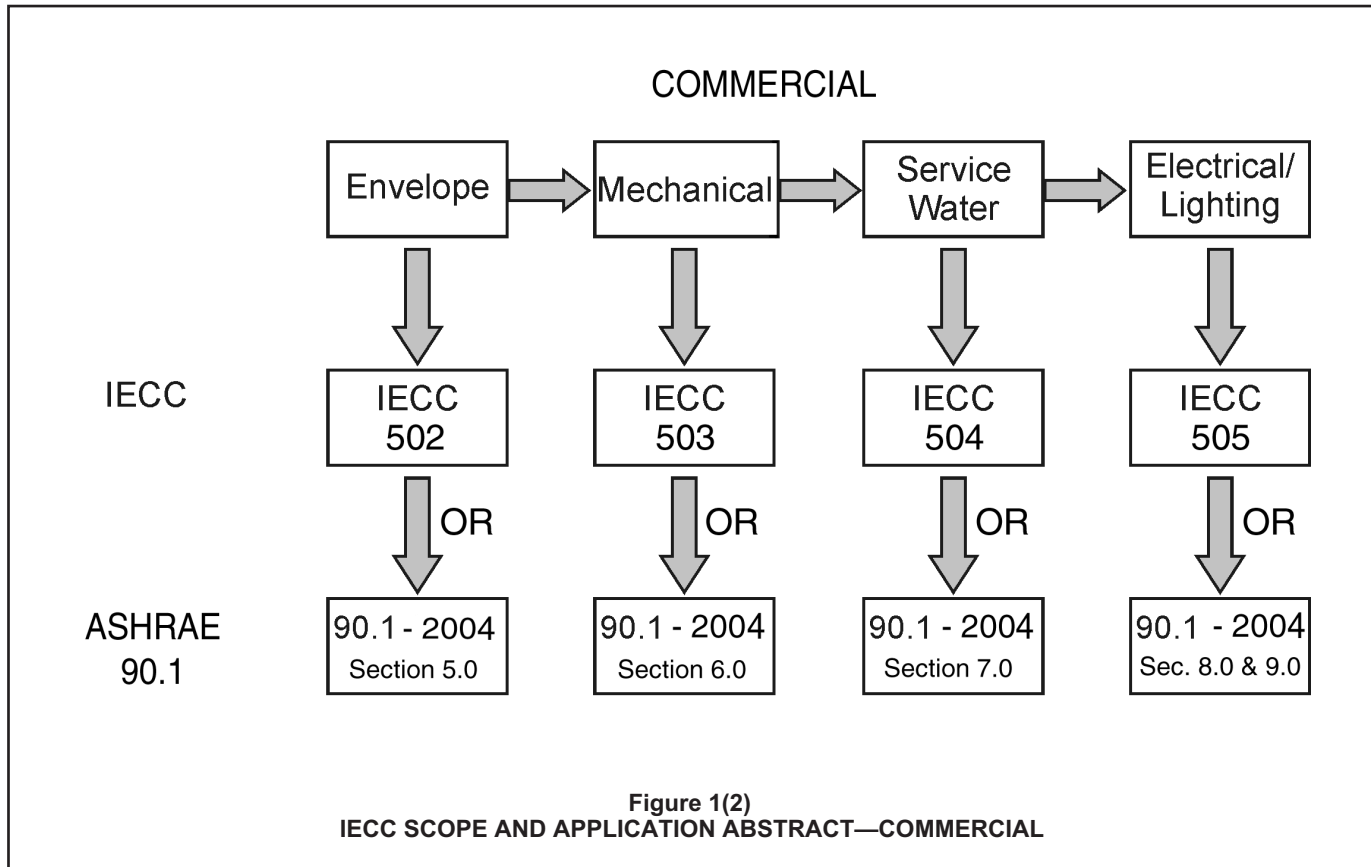 COMMERCIAL
Envelope
Mechanical
Service
Water
Electrical/
Lighting
IECC
IECC
502
IECC
503
IECC
504
IECC
505
OR
OR
OR
OR
ASHRAE
90.1
90.1 - 2004
Section 5.0
90.1 - 2004
Section 6.0
90.1 - 2004
Section 7.0
90.1 - 2004
Sec. 8.0 & 9.0
Figure 1(2)
IECC SCOPE AND APPLICATION ABSTRACT—COMMERCIAL